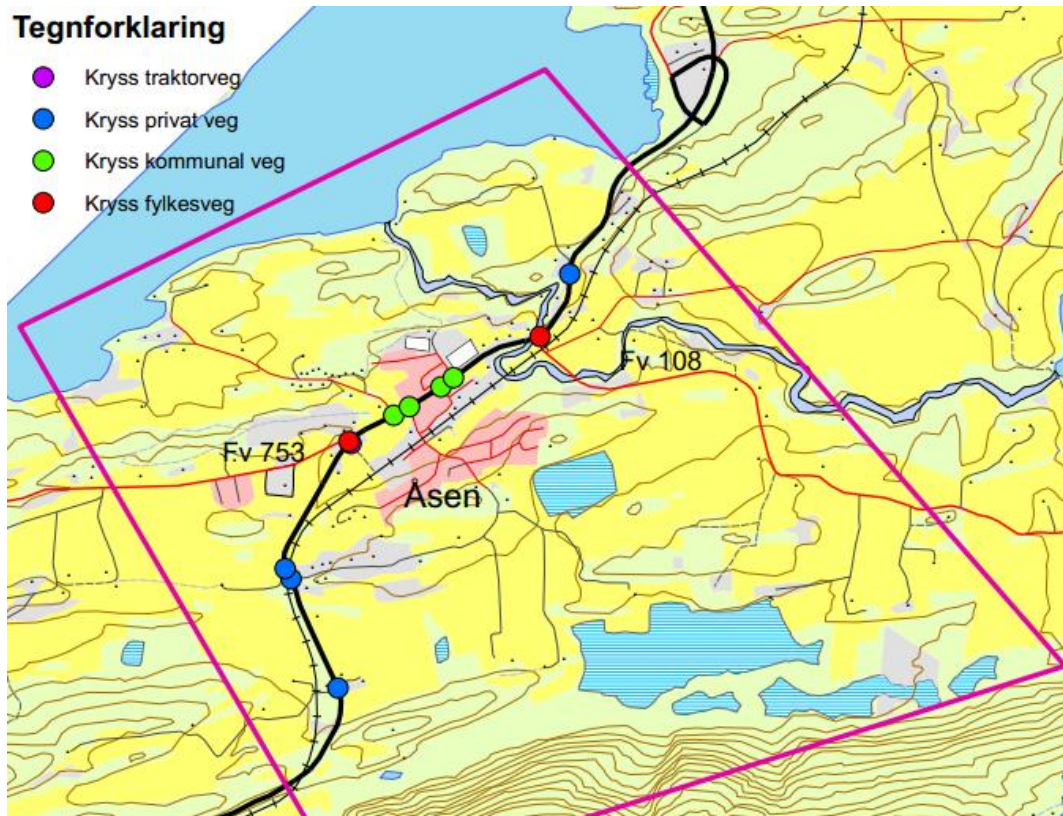 Tegnforklaring
Kryss traktorveg
Kryss privat veg
Kryss kommunal veg
Kryss fylkesveg
Fv 108
Fv 753
Åsen